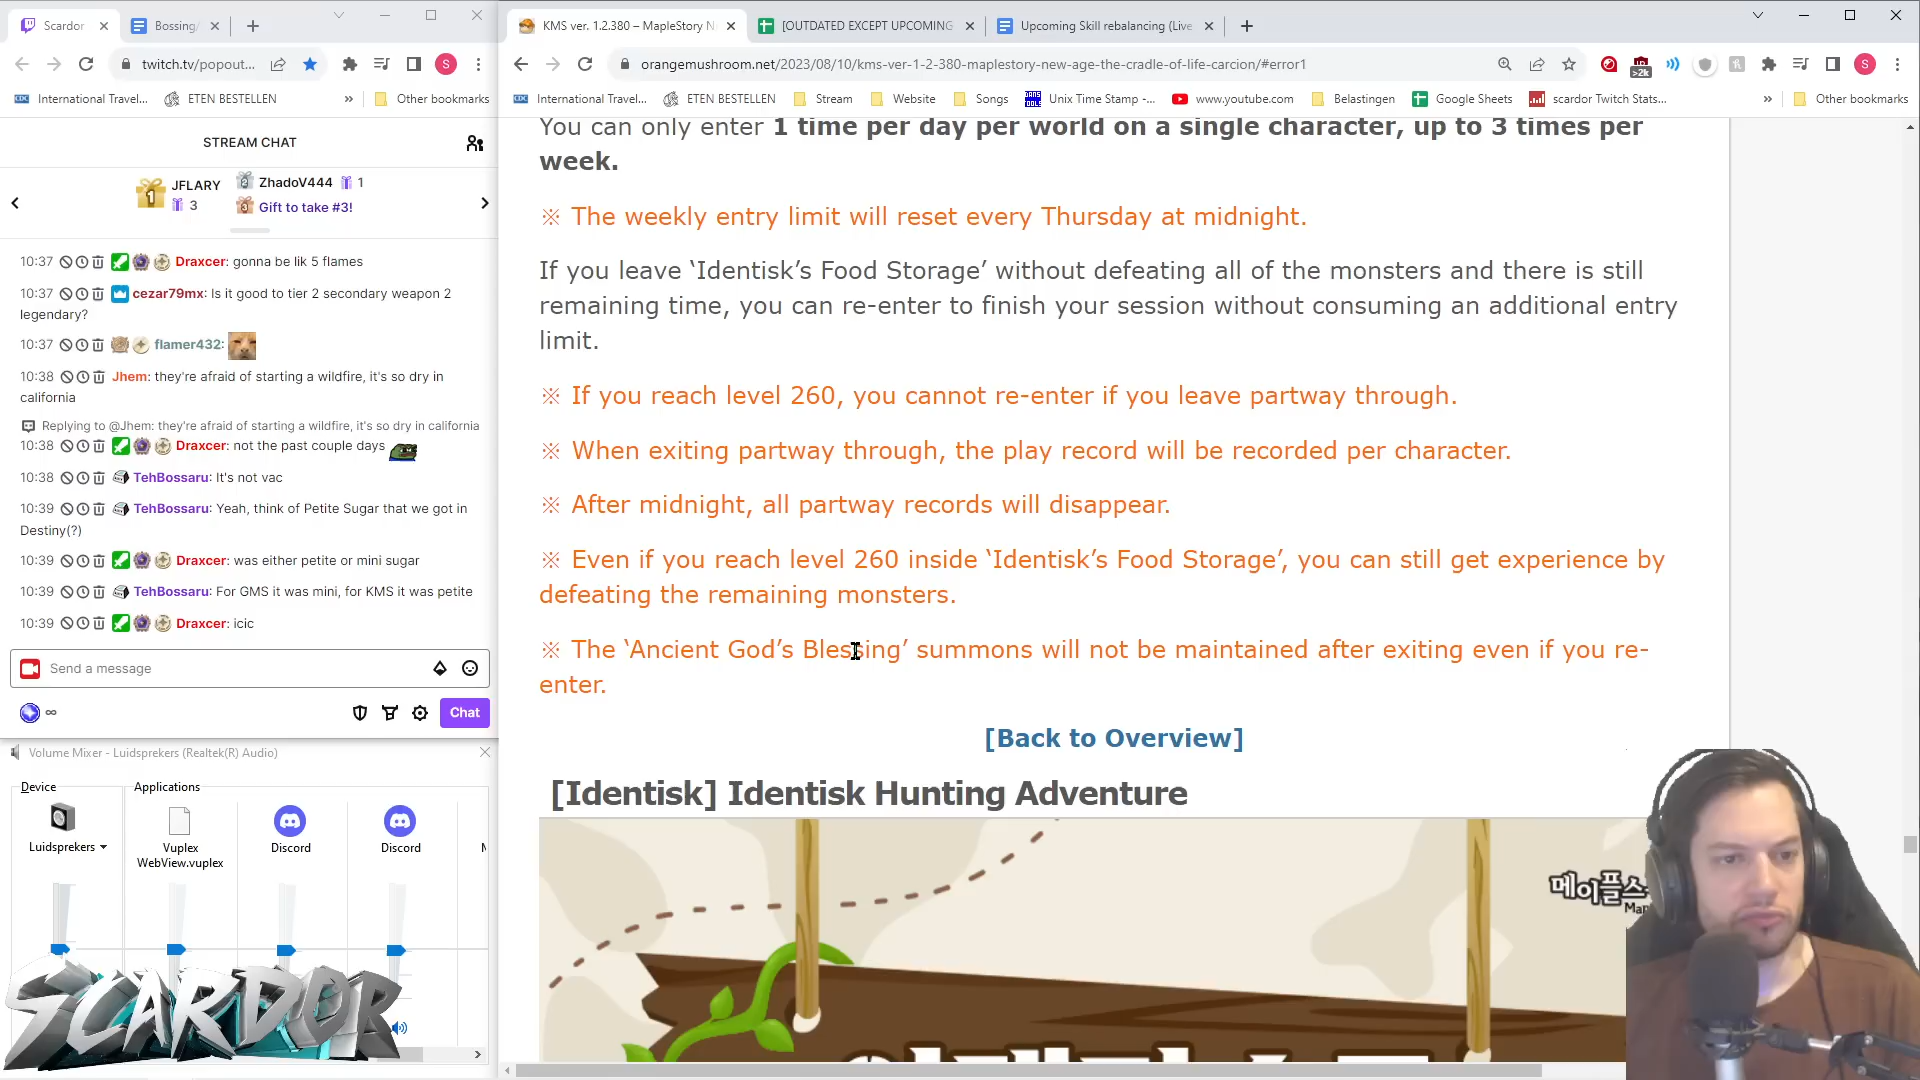 Scardor
Bossing/
KMS ver. 1.2.380 – MapleStory N
[OUTDATED EXCEPT UPCOMING
Upcoming Skill rebalancing (Live
twitch.tv/popout...
S
orangemushroom.net/2023/08/10/kms-ver-1-2-380-maplestory-new-age-the-cradle-of-life-carcion/#error1
>2k
S
International Travel...
ETEN BESTELLEN
»
Other bookmarks
International Travel...
ETEN BESTELLEN
Stream
Website
Songs
Unix Time Stamp -...
www.youtube.com
Belastingen
Google Sheets
scardor Twitch Stats...
»
Other bookmarks
STREAM CHAT
1
JFLARY
3
2
ZhadoV444
1
3
Gift to take #3!
10:37 Draxcer: gonna be lik 5 flames
10:37 cezar79mx: Is it good to tier 2 secondary weapon 2
legendary?
10:37 flamer432:
10:38 Jhem: they're afraid of starting a wildfire, it's so dry in
california
Replying to @Jhem: they're afraid of starting a wildfire, it's so dry in california
10:38 Draxcer: not the past couple days
10:38 TehBossaru: It's not vac
10:39 TehBossaru: Yeah, think of Petite Sugar that we got in
Destiny(?)
10:39 Draxcer: was either petite or mini sugar
10:39 TehBossaru: For GMS it was mini, for KMS it was petite
10:39 Draxcer: icic
Send a message
∞
Chat
Volume Mixer - Luidsprekers (Realtek(R) Audio)
Device
Applications
Luidsprekers
Vuplex
WebView.vuplex
Discord
Discord
SCARDOR
You can only enter 1 time per day per world on a single character, up to 3 times per
week.
※ The weekly entry limit will reset every Thursday at midnight.
If you leave ‘Identisk’s Food Storage’ without defeating all of the monsters and there is still
remaining time, you can re-enter to finish your session without consuming an additional entry
limit.
※ If you reach level 260, you cannot re-enter if you leave partway through.
※ When exiting partway through, the play record will be recorded per character.
※ After midnight, all partway records will disappear.
※ Even if you reach level 260 inside ‘Identisk’s Food Storage’, you can still get experience by
defeating the remaining monsters.
※ The ‘Ancient God’s Blessing’ summons will not be maintained after exiting even if you re-
enter.
[Back to Overview]
[Identisk] Identisk Hunting Adventure
메이플스
Map